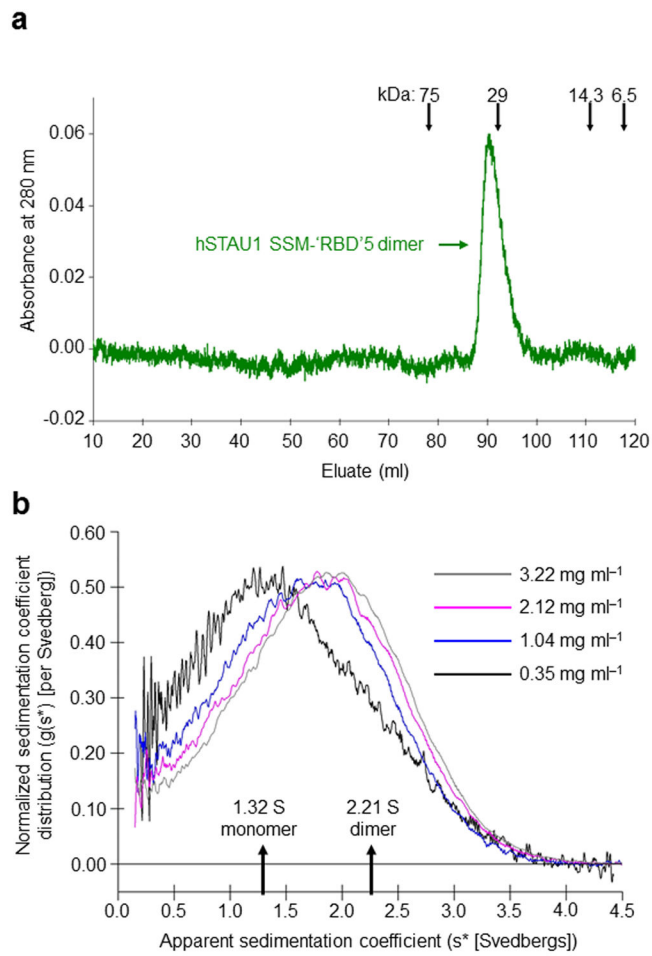 a
kDa: 75 29 14.3 6.5
0.06
0.04
0.02
0.00
-0.02
Absorbance at 280 nm
hSTAU1 SSM-‘RBD’5 dimer
10 20 30 40 50 60 70 80 90 100 110 120
Eluate (ml)
b
0.60
0.50
0.40
0.30
0.20
0.10
0.00
Normalized sedimentation coefficient
distribution (g(s*) [per Svedberg])
3.22 mg ml–1
2.12 mg ml–1
1.04 mg ml–1
0.35 mg ml–1
1.32 S
monomer
2.21 S
dimer
0.0 0.5 1.0 1.5 2.0 2.5 3.0 3.5 4.0 4.5
Apparent sedimentation coefficient (s* [Svedbergs])